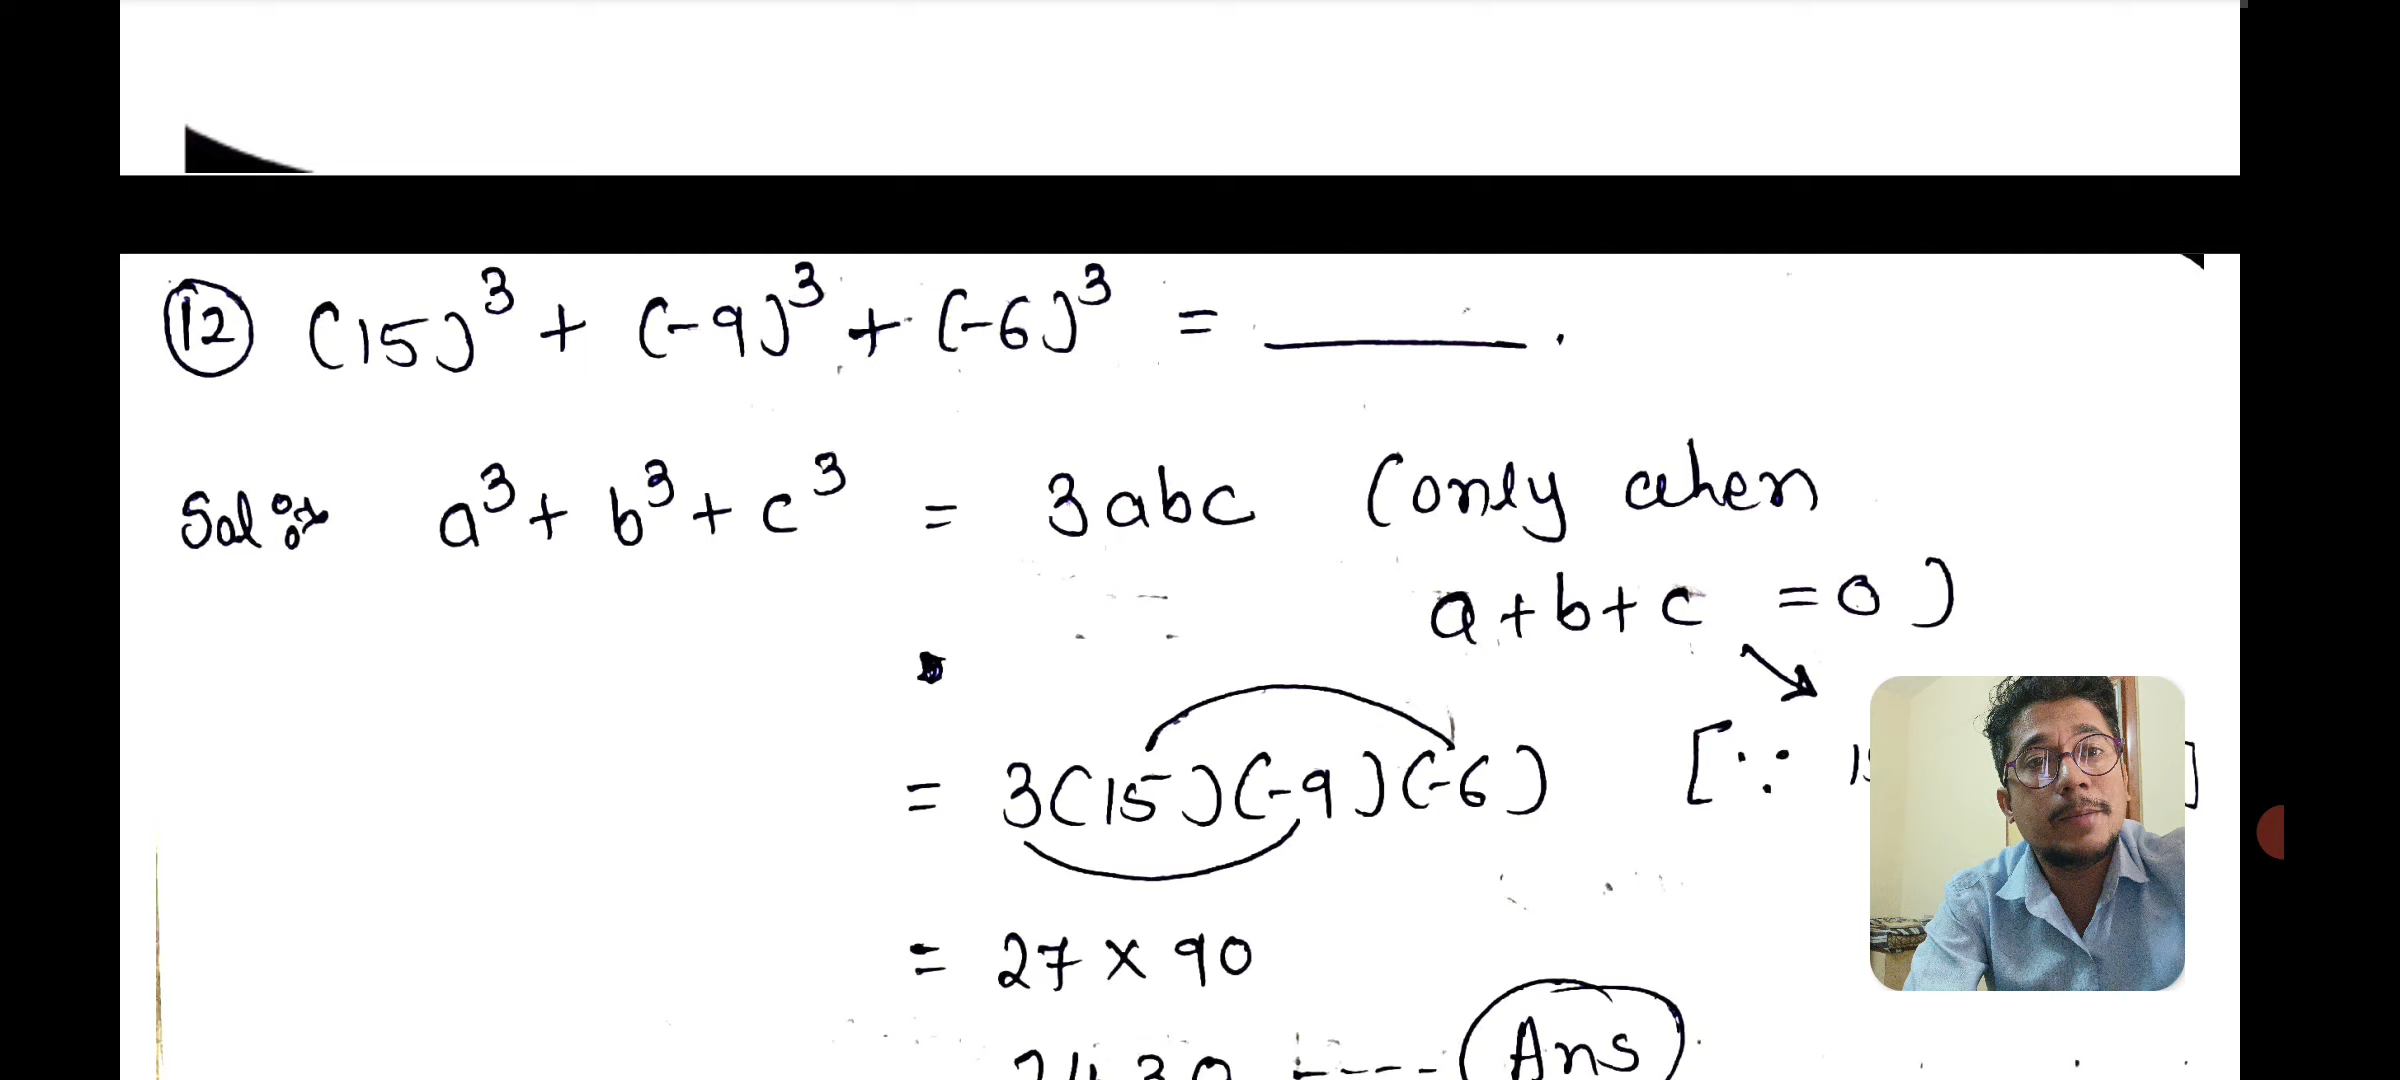 12 (15)³ + (-9)³ + (-6)³ = ______.
Sol: a³ + b³ + c³ = 3abc (only when
a + b + c = 0)
= 3(15)(-9)(-6) [∵ ]
= 27 × 90
2430 ---- Ans